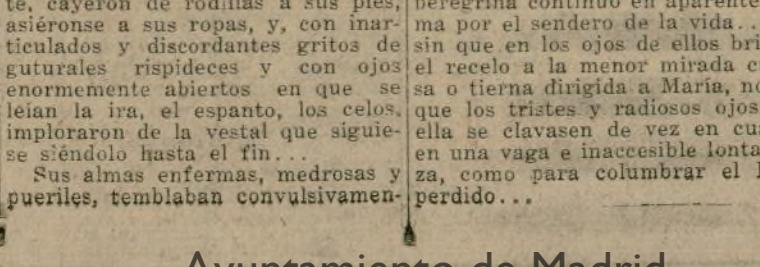 te, cayeron de rodillas a sus pies,
asiéronse a sus ropas, y, con inar-
ticulados y discordantes gritos de
guturales rispideces y con ojos
enormemente abiertos en que se
leían la ira, el espanto, los celos,
imploraron de la vestal que siguie-
se siéndolo hasta el fin...
Sus almas enfermas, medrosas y
pueriles, temblaban convulsivamen-
peregrina continuó en aparente
ma por el sendero de la vida...
sin que en los ojos de ellos bri
el recelo a la menor mirada c
sa o tierna dirigida a María, no
que los tristes y radiosos ojos
ella se clavasen de vez en cu
en una vaga e inaccesible lonta
za, como para columbrar el
perdido...
Ayuntamiento de Madrid